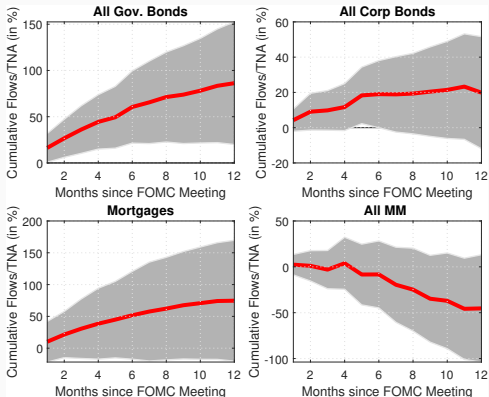 All Gov. Bonds
Cumulative Flows/TNA (in %)
150
100
50
0
2 4 6 8 10 12
Months since FOMC Meeting
All Corp Bonds
Cumulative Flows/TNA (in %)
60
40
20
0
-20
2 4 6 8 10 12
Months since FOMC Meeting
Mortgages
Cumulative Flows/TNA (in %)
200
150
100
50
0
2 4 6 8 10 12
Months since FOMC Meeting
All MM
Cumulative Flows/TNA (in %)
50
0
-50
-100
2 4 6 8 10 12
Months since FOMC Meeting